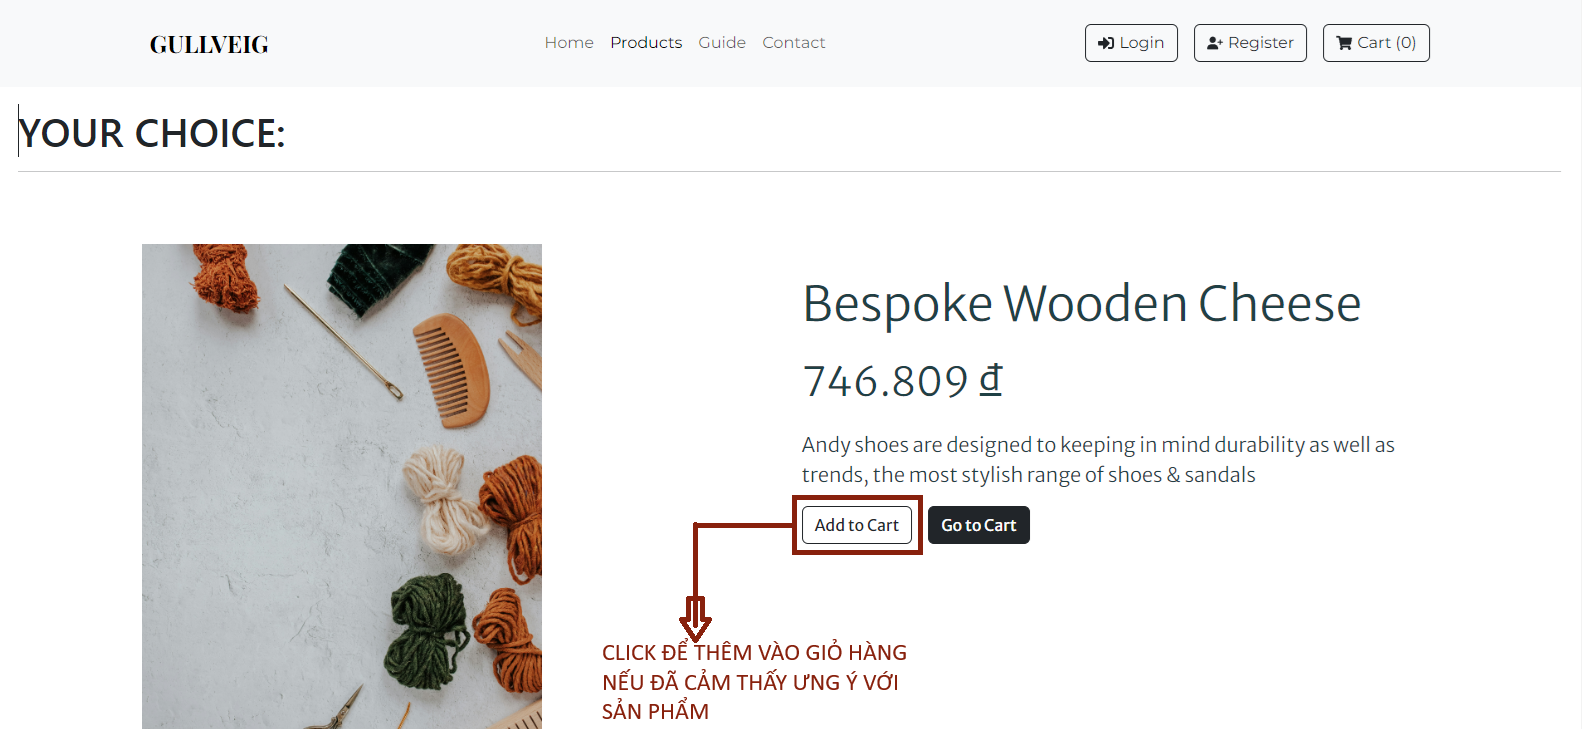 GULLVEIG
Home Products Guide Contact
Login Register Cart (0)
YOUR CHOICE:
Bespoke Wooden Cheese
746.809 ₫
Andy shoes are designed to keeping in mind durability as well as
trends, the most stylish range of shoes & sandals
Add to Cart Go to Cart
CLICK ĐỂ THÊM VÀO GIỎ HÀNG
NẾU ĐÃ CẢM THẤY ƯNG Ý VỚI
SẢN PHẨM